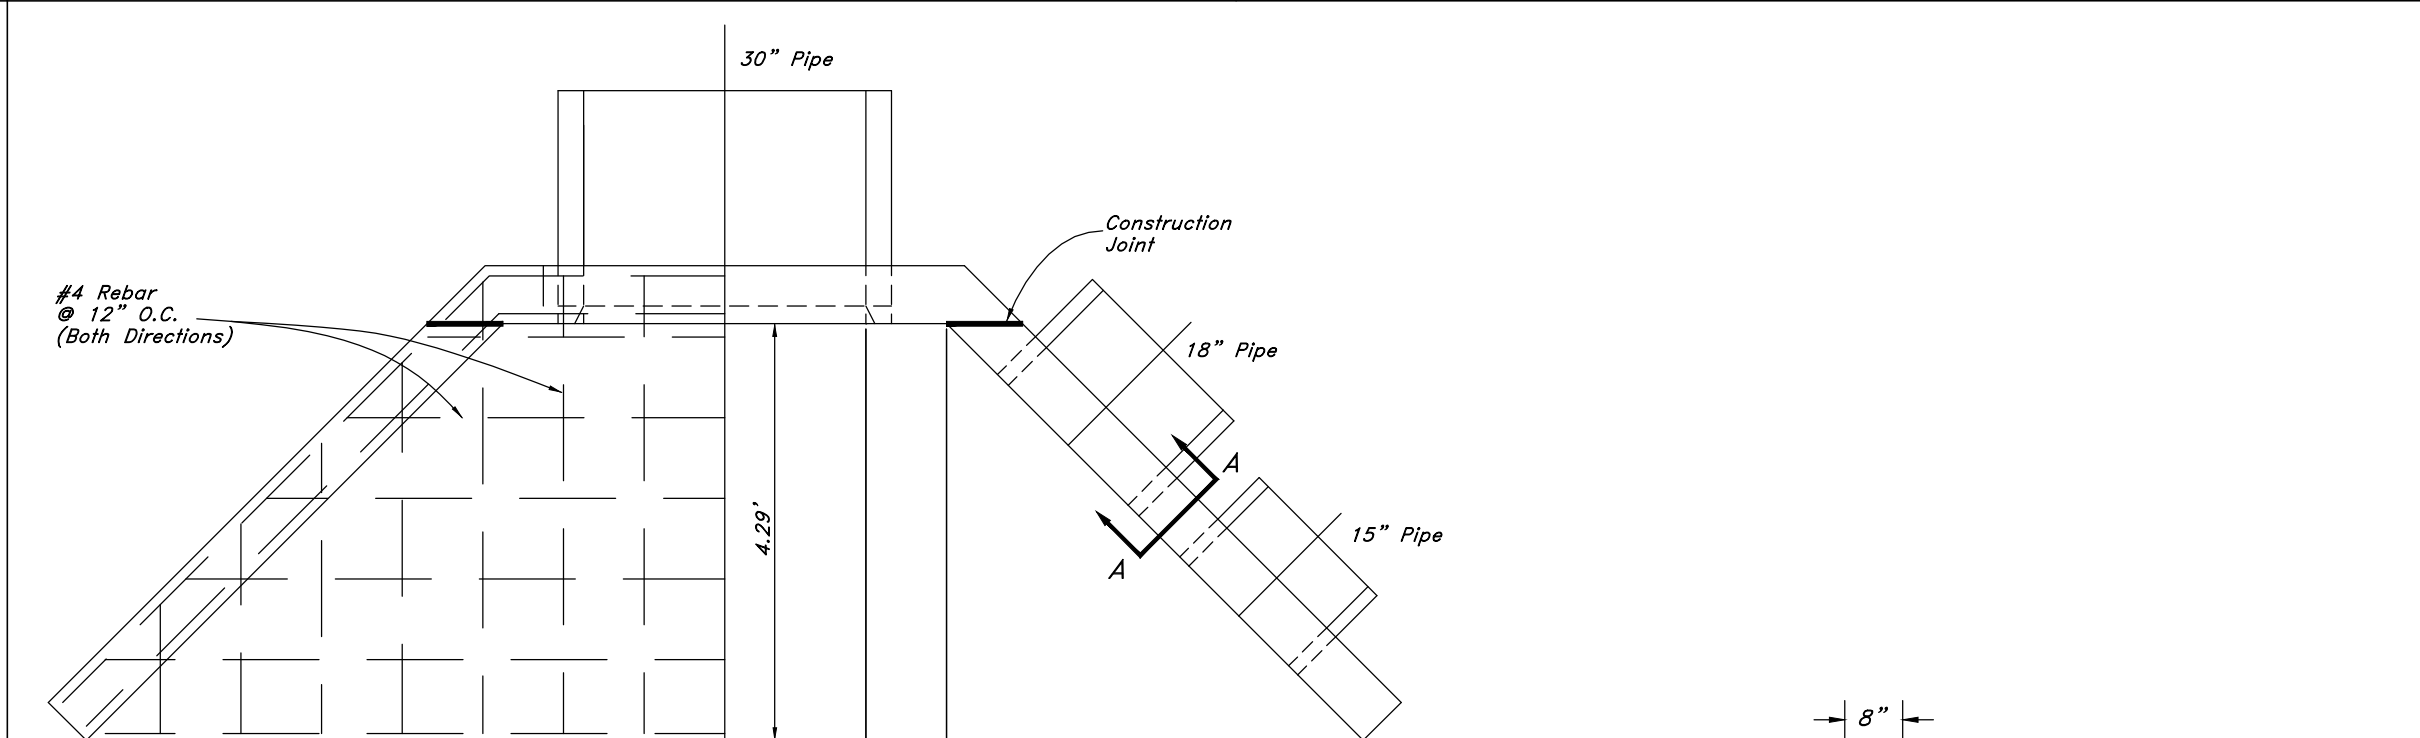 30” Pipe
Construction
Joint
#4 Rebar
@ 12” O.C.
(Both Directions)
18” Pipe
A
4.29'
15” Pipe
A
8”